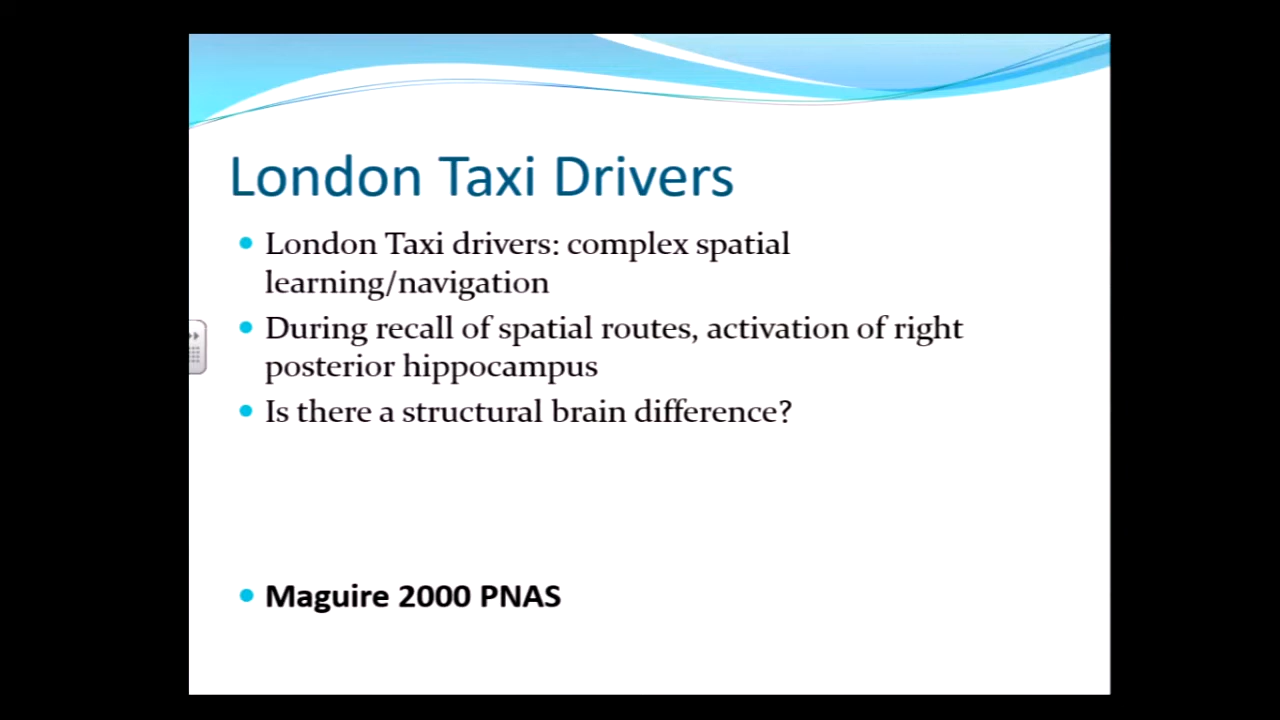 London Taxi Drivers
London Taxi drivers: complex spatial
learning/navigation
During recall of spatial routes, activation of right
posterior hippocampus
Is there a structural brain difference?
Maguire 2000 PNAS